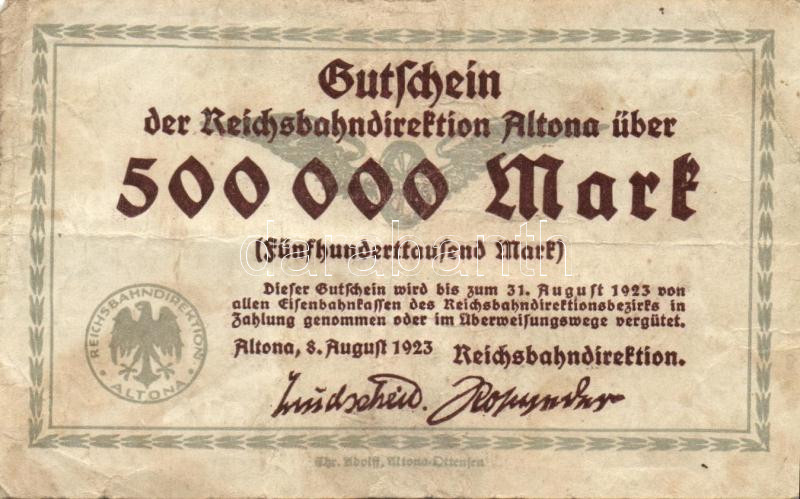 Gutschein
der Reichsbahndirektion Altona über
500 000 Mark
(Fünfhunderttausend Mark)
darabanth
Dieser Gutschein wird bis zum 31. August 1923 von
allen Eisenbahnkassen des Reichsbahndirektionsbezirks in
Zahlung genommen oder im Überweisungswege vergütet.
Altona, 8. August 1923 Reichsbahndirektion.
REICHSBAHNDIREKTION
• ALTONA •
Chr. Adolff, Altona-Ottensen